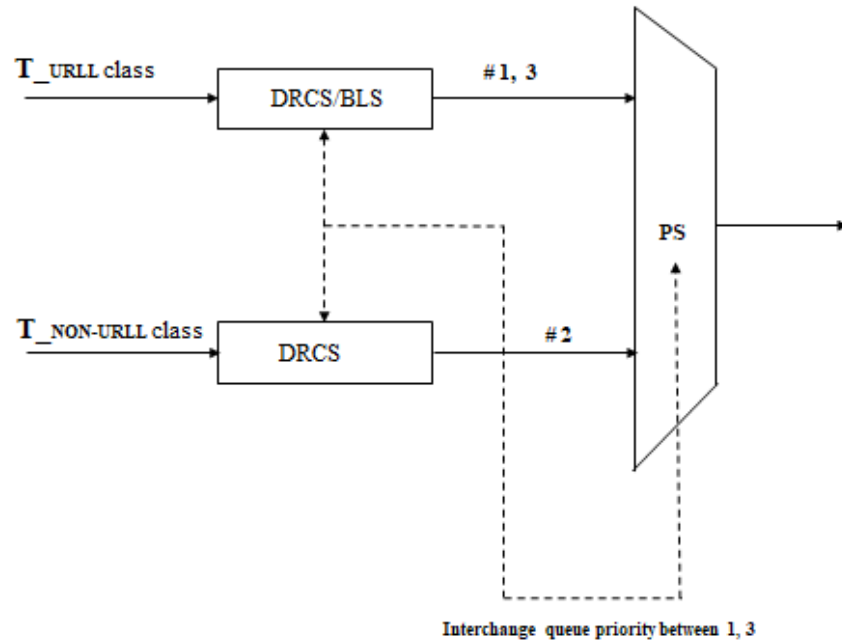 T_URLL class
DRCS/BLS
#1, 3
PS
T_NON-URLL class
DRCS
#2
Interchange queue priority between 1, 3